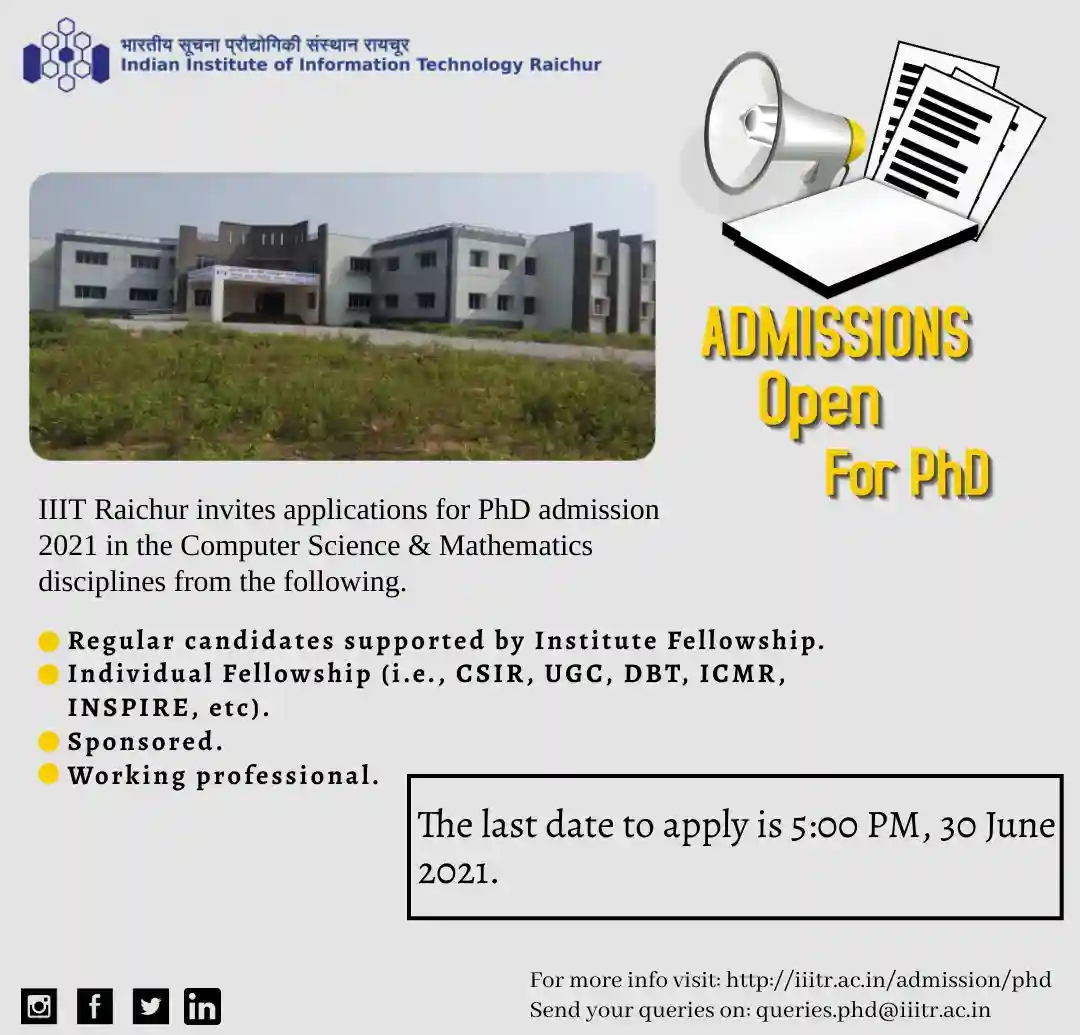 भारतीय सूचना प्रौद्योगिकी संस्थान रायचूर
Indian Institute of Information Technology Raichur
ADMISSIONS
Open
For PhD
IIIT Raichur invites applications for PhD admission
2021 in the Computer Science & Mathematics
disciplines from the following.
Regular candidates supported by Institute Fellowship.
Individual Fellowship (i.e., CSIR, UGC, DBT, ICMR,
INSPIRE, etc).
Sponsored.
Working professional.
The last date to apply is 5:00 PM, 30 June
2021.
For more info visit: http://iiitr.ac.in/admission/phd
Send your queries on: queries.phd@iiitr.ac.in